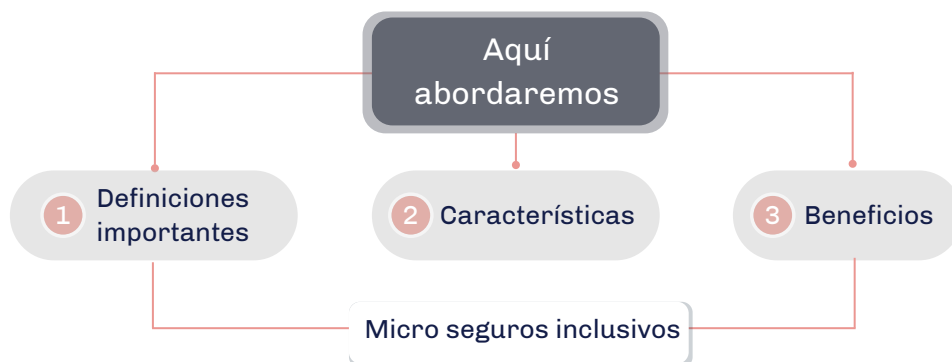 Aquí
abordaremos
1 Definiciones
importantes
2 Características
3 Beneficios
Micro seguros inclusivos